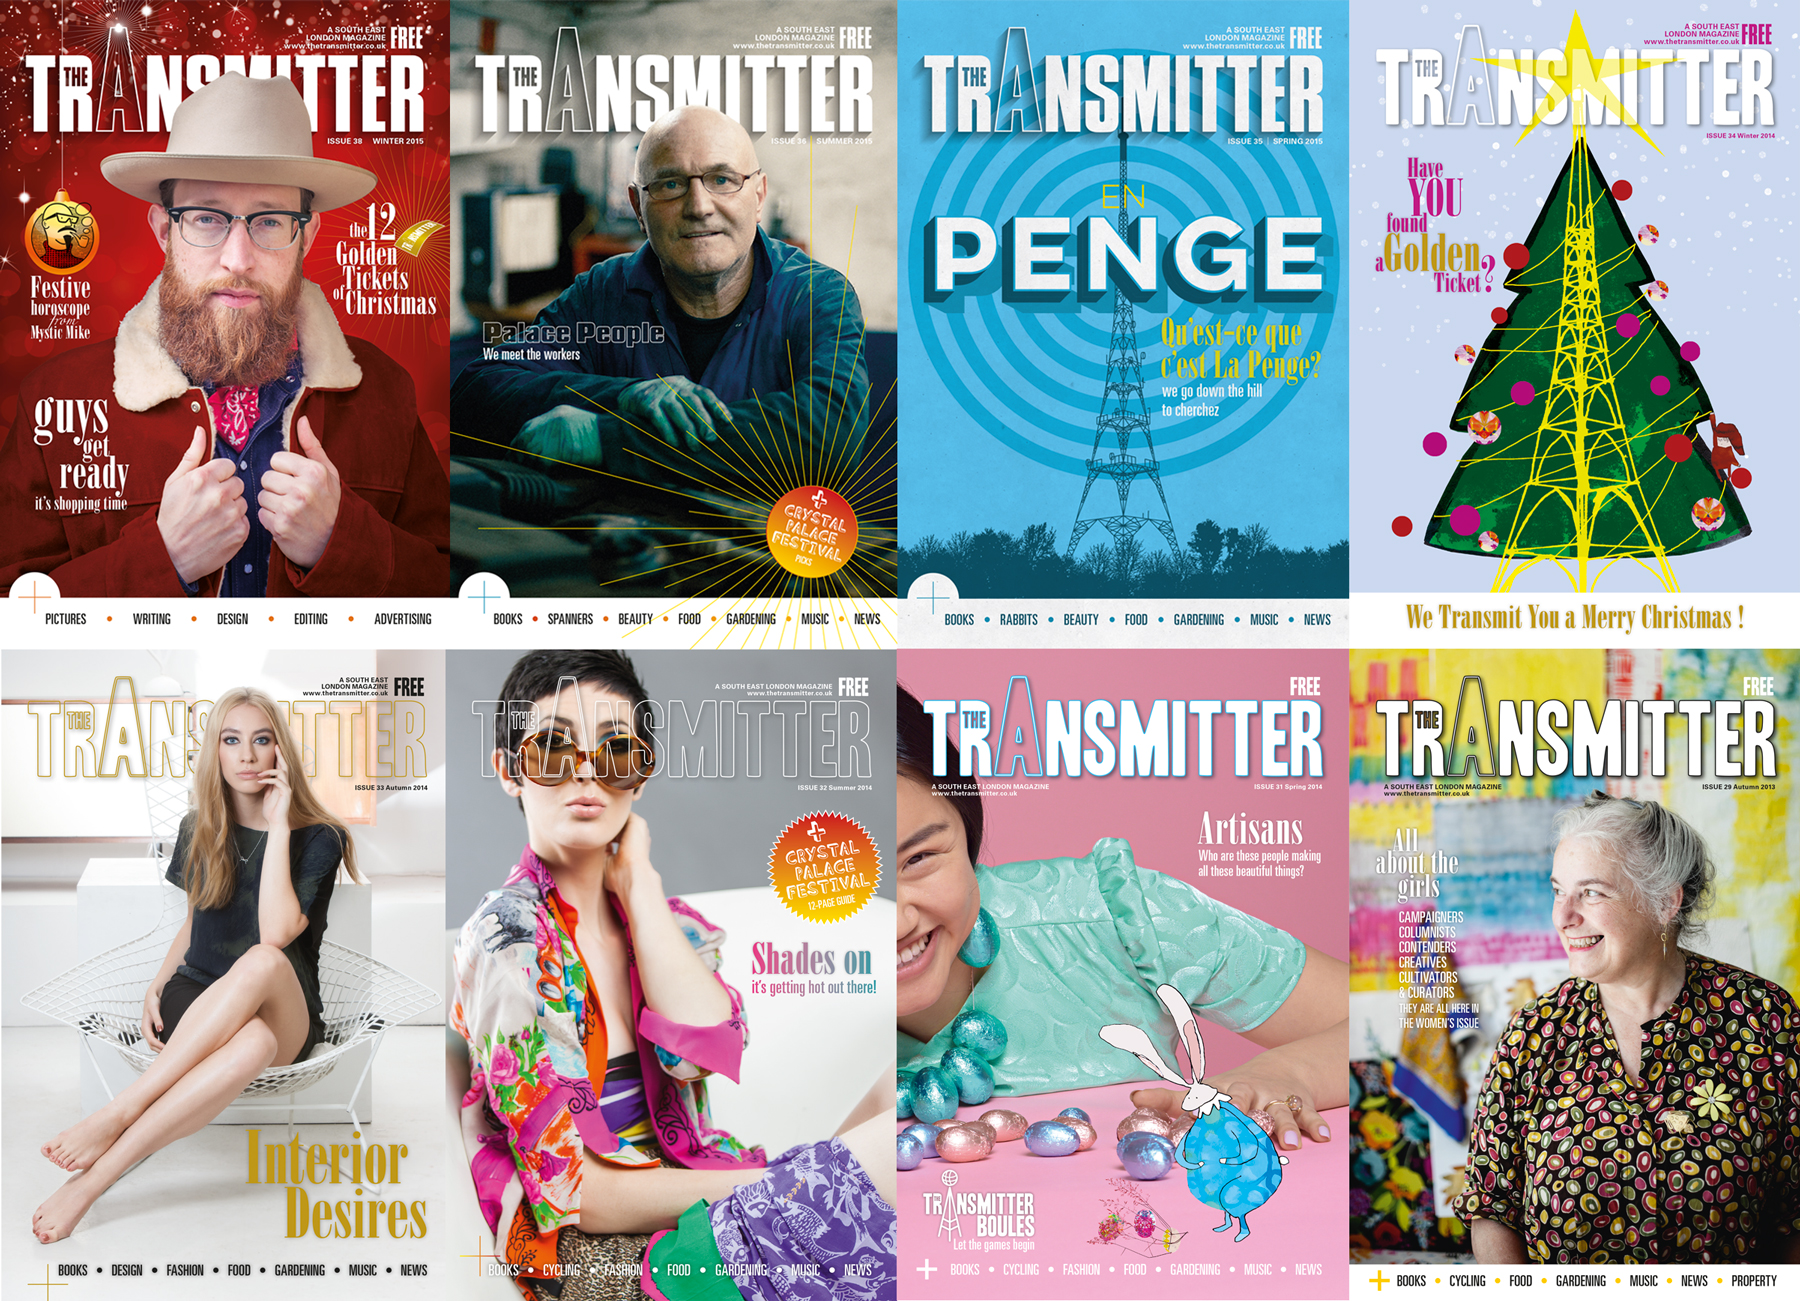 A SOUTH EAST
LONDON MAGAZINE
www.thetransmitter.co.uk
FREE
THE
TRANSMITTER
ISSUE 38 WINTER 2015
the 12
Golden
Tickets
of
Christmas
Festive
horoscope
from
Mystic Mike
guys
get
ready
it's shopping time
PICTURES • WRITING • DESIGN • EDITING • ADVERTISING
A SOUTH EAST
LONDON MAGAZINE
www.thetransmitter.co.uk
FREE
THE
TRANSMITTER
ISSUE 36 | SUMMER 2015
Palace People
We meet the workers
+
CRYSTAL
PALACE
FESTIVAL
PICKS
BOOKS • SPANNERS • BEAUTY • FOOD • GARDENING • MUSIC • NEWS
A SOUTH EAST
LONDON MAGAZINE
www.thetransmitter.co.uk
FREE
THE
TRANSMITTER
ISSUE 35 | SPRING 2015
EN
PENGE
Qu'est-ce que
c'est La Penge?
we go down the hill
to cherchez
BOOKS • RABBITS • BEAUTY • FOOD • GARDENING • MUSIC • NEWS
A SOUTH EAST
LONDON MAGAZINE
www.thetransmitter.co.uk
FREE
THE
TRANSMITTER
ISSUE 34 Winter 2014
Have
YOU
found
a Golden
Ticket?
We Transmit You a Merry Christmas !
A SOUTH EAST
LONDON MAGAZINE
www.thetransmitter.co.uk
FREE
THE
TRANSMITTER
ISSUE 33 Autumn 2014
Interior
Desires
BOOKS • DESIGN • FASHION • FOOD • GARDENING • MUSIC • NEWS
A SOUTH EAST LONDON MAGAZINE
www.thetransmitter.co.uk
FREE
THE
TRANSMITTER
ISSUE 32 Summer 2014
+
CRYSTAL
PALACE
FESTIVAL
12-PAGE GUIDE
Shades on
it's getting hot out there!
BOOKS • CYCLING • FASHION • FOOD • GARDENING • MUSIC • NEWS
FREE
THE
TRANSMITTER
A SOUTH EAST LONDON MAGAZINE
www.thetransmitter.co.uk
ISSUE 31 Spring 2014
Artisans
Who are these people making
all these beautiful things?
TRANSMITTER
BOULES
Let the games begin
+ BOOKS • CYCLING • FASHION • FOOD • GARDENING • MUSIC • NEWS
FREE
THE
TRANSMITTER
A SOUTH EAST LONDON MAGAZINE
www.thetransmitter.co.uk
ISSUE 29 Autumn 2013
All
about the
girls
CAMPAIGNERS
COLUMNISTS
CONTENDERS
CREATIVES
CULTIVATORS
& CURATORS
THEY ARE ALL HERE IN
THE WOMEN'S ISSUE
+ BOOKS • CYCLING • FOOD • GARDENING • MUSIC • NEWS • PROPERTY